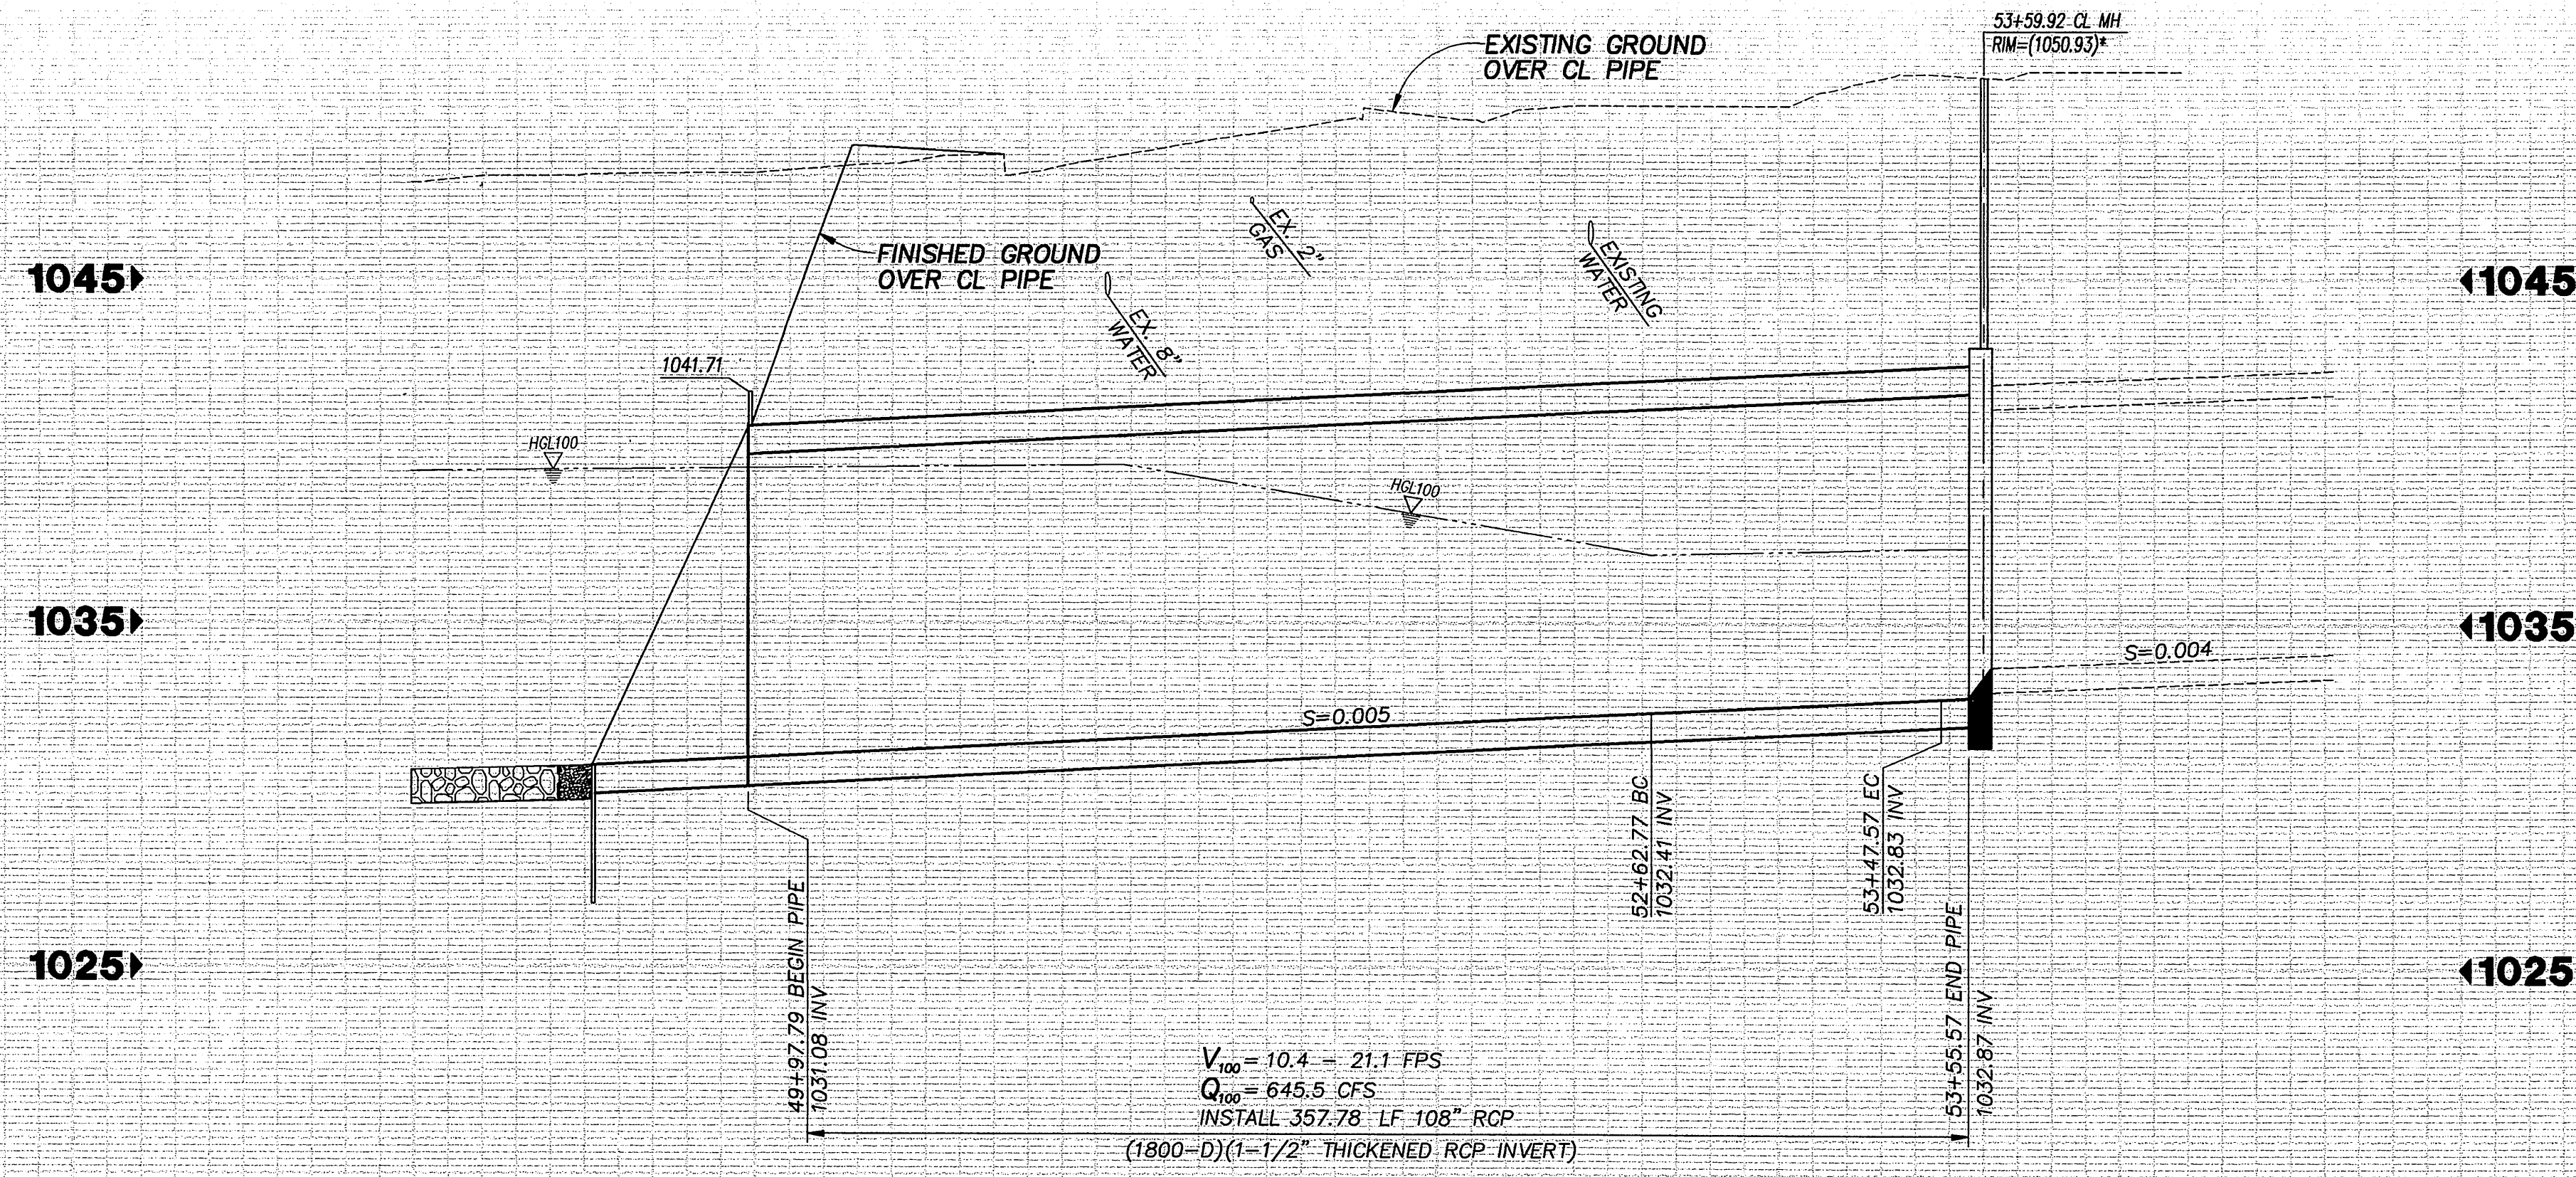 53+59.92 CL MH
RIM=(1050.93)*
EXISTING GROUND
OVER CL PIPE
FINISHED GROUND
OVER CL PIPE
EX. 2"
GAS
EXISTING
WATER
EX. 8"
WATER
1045
1045
1041.71
HGL100
HGL100
1035
1035
S=0.004
S=0.005
52+62.77 BC
1032.41 INV
53+47.57 EC
1032.83 INV
1025
1025
49+97.79 BEGIN PIPE
1031.08 INV
53+55.57 END PIPE
1032.87 INV
V100= 10.4 - 21.1 FPS
Q100= 645.5 CFS
INSTALL 357.78 LF 108" RCP
(1800-D)(1-1/2" THICKENED RCP INVERT)